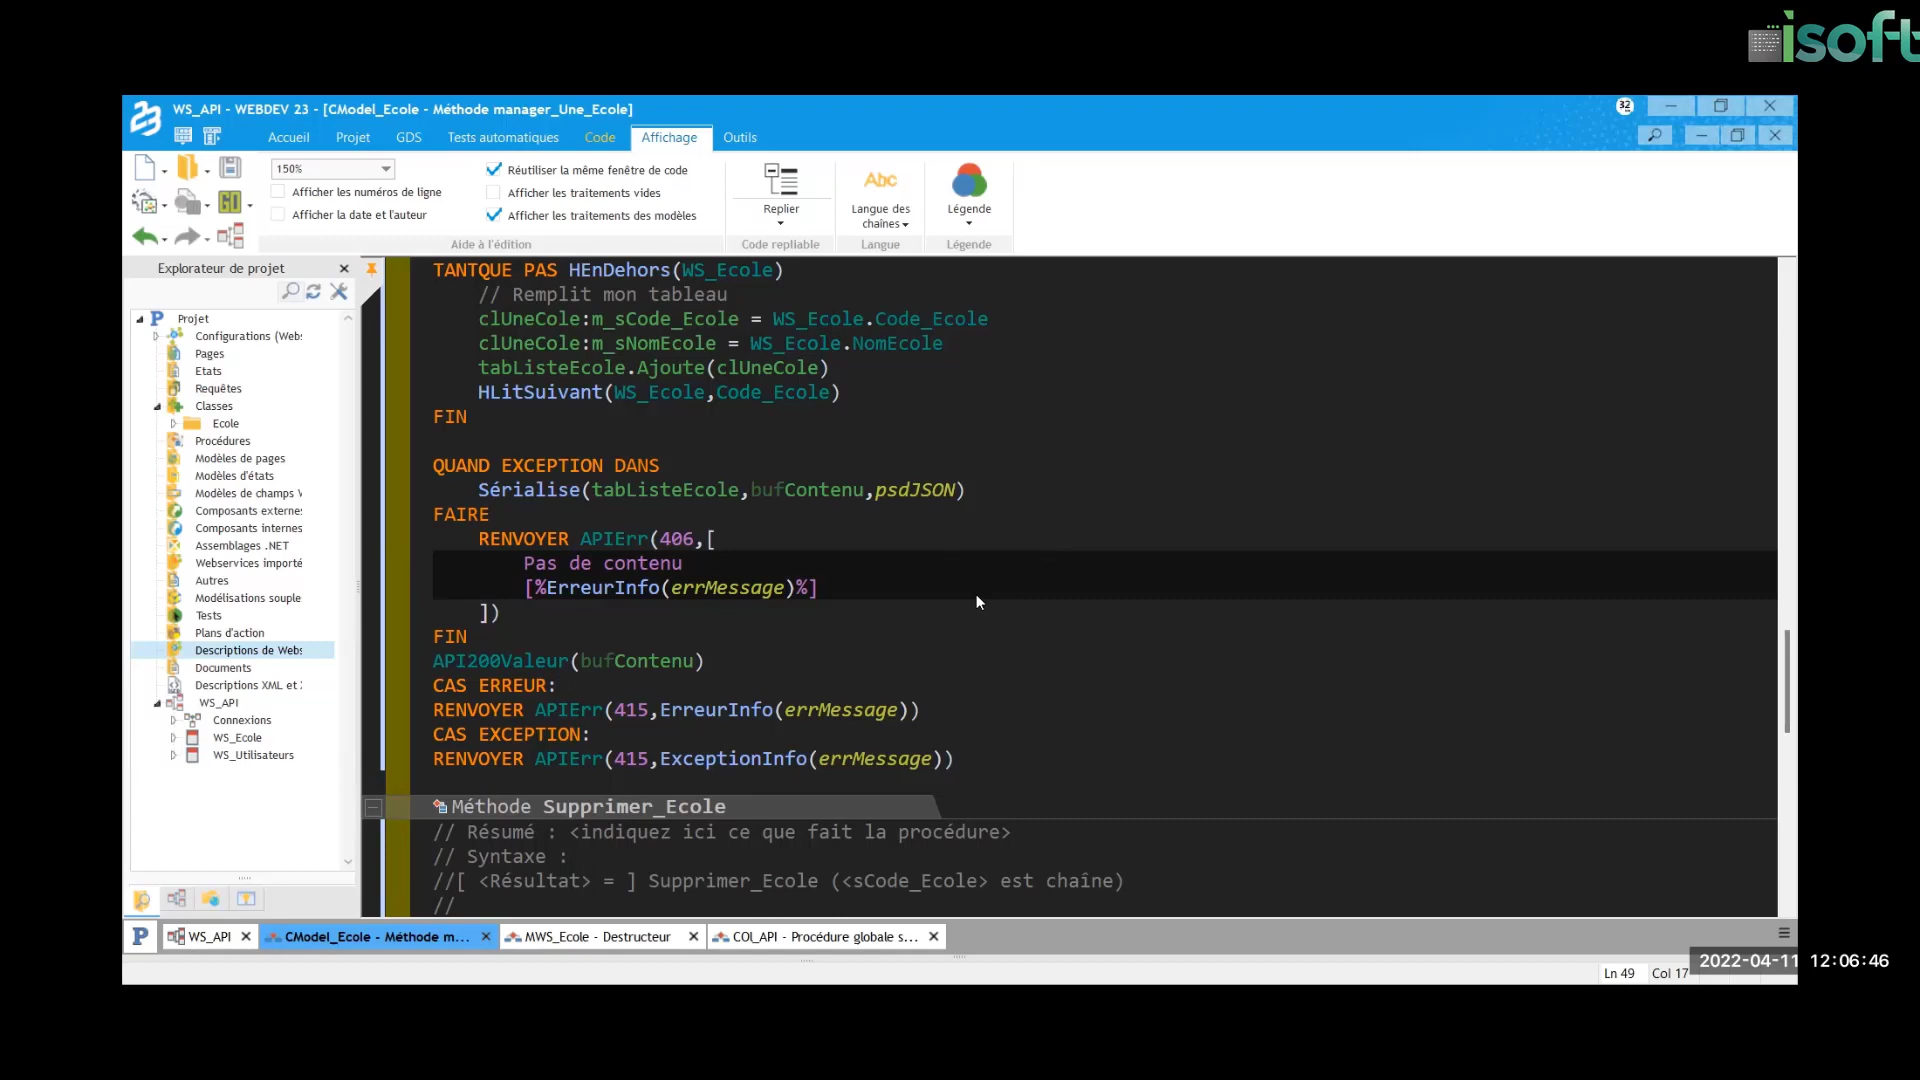 isoft
WS_API - WEBDEV 23 - [CModel_Ecole - Méthode manager_Une_Ecole]
32
Accueil Projet GDS Tests automatiques Code Affichage Outils
150%
Afficher les numéros de ligne
Afficher la date et l'auteur
Réutiliser la même fenêtre de code
Afficher les traitements vides
Afficher les traitements des modèles
Aide à l'édition
Replier
Code repliable
Abc
Langue des
chaînes
Langue
Légende
Légende
GO
Explorateur de projet
Projet
Configurations (Webs
Pages
Etats
Requêtes
Classes
Ecole
Procédures
Modèles de pages
Modèles d'états
Modèles de champs V
Composants externe:
Composants internes
Assemblages .NET
Webservices importé
Autres
Modélisations souple
Tests
Plans d'action
Descriptions de Webs
Documents
Descriptions XML et :
WS_API
Connexions
WS_Ecole
WS_Utilisateurs
TANTQUE PAS HEnDehors(WS_Ecole)
// Remplit mon tableau
clUneCole:m_sCode_Ecole = WS_Ecole.Code_Ecole
clUneCole:m_sNomEcole = WS_Ecole.NomEcole
tabListeEcole.Ajoute(clUneCole)
HLitSuivant(WS_Ecole,Code_Ecole)
FIN
QUAND EXCEPTION DANS
Sérialise(tabListeEcole,bufContenu,psdJSON)
FAIRE
RENVOYER APIErr(406,[
Pas de contenu
[%ErreurInfo(errMessage)%]
])
FIN
API200Valeur(bufContenu)
CAS ERREUR:
RENVOYER APIErr(415,ErreurInfo(errMessage))
CAS EXCEPTION:
RENVOYER APIErr(415,ExceptionInfo(errMessage))
Méthode Supprimer_Ecole
// Résumé : <indiquez ici ce que fait la procédure>
// Syntaxe :
//[ <Résultat> = ] Supprimer_Ecole (<sCode_Ecole> est chaîne)
//
WS_API CModel_Ecole - Méthode m... MWS_Ecole - Destructeur COL_API - Procédure globale s...
2022-04-11 12:06:46
Ln 49 Col 17